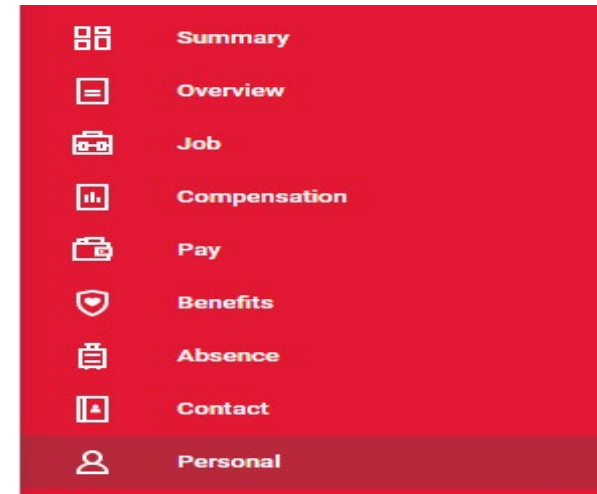 Summary
Overview
Job
Compensation
Pay
Benefits
Absence
Contact
Personal